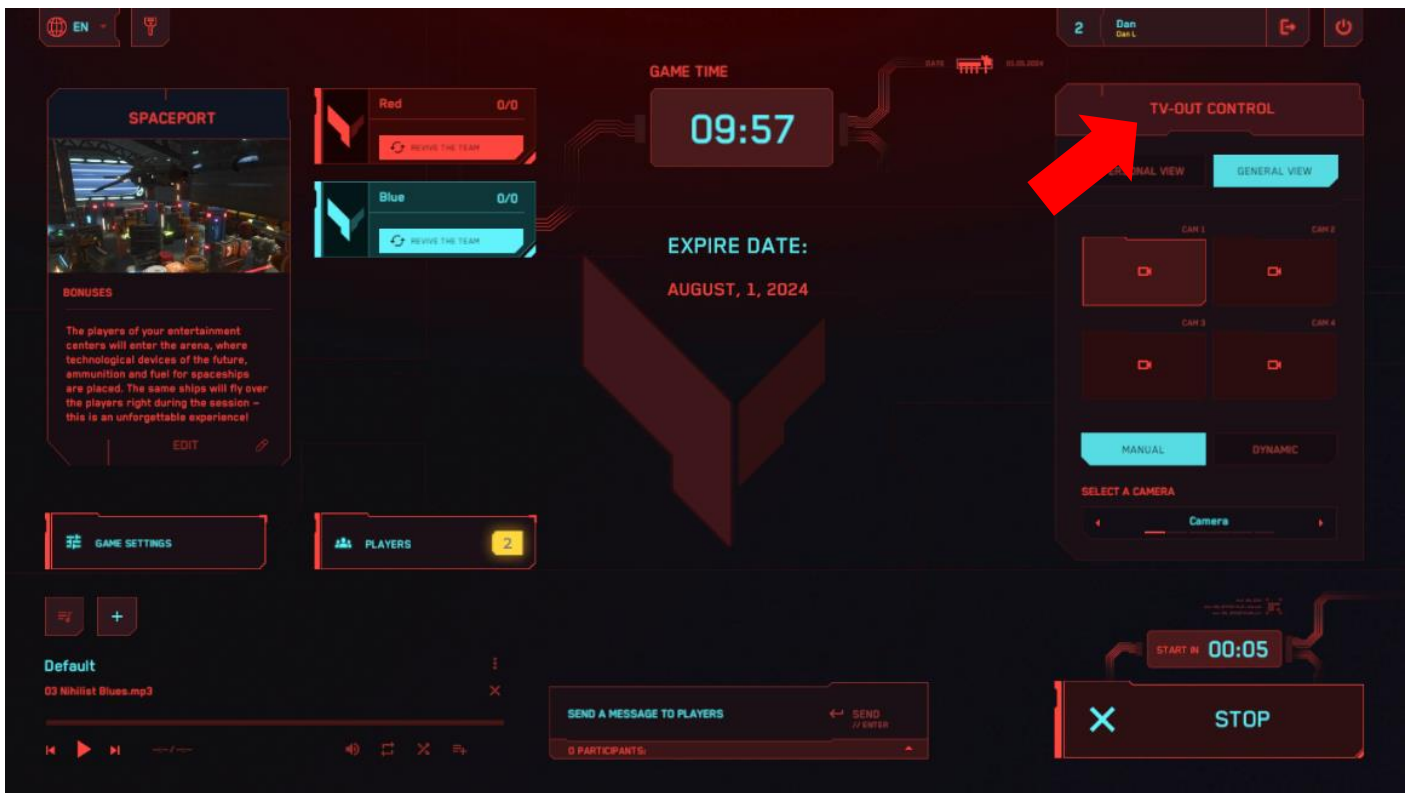 EN
2
Dan
Dan L
DATE
01.05.2024
SPACEPORT
BONUSES
The players of your entertainment
centers will enter the arena, where
technological devices of the future,
ammunition and fuel for spaceships
are placed. The same ships will fly over
the players right during the session –
this is an unforgettable experience!
EDIT
Red 0/0
REVIVE THE TEAM
Blue 0/0
REVIVE THE TEAM
GAME TIME
09:57
EXPIRE DATE:
AUGUST, 1, 2024
TV-OUT CONTROL
VIEW
GENERAL VIEW
CAM 1
CAM 2
CAM 3
CAM 4
MANUAL
DYNAMIC
SELECT A CAMERA
Camera
GAME SETTINGS
PLAYERS 2
Default
03 Nihilist Blues.mp3
--:-- / --:--
SEND A MESSAGE TO PLAYERS
SEND
// ENTER
0 PARTICIPANTS:
START IN 00:05
STOP